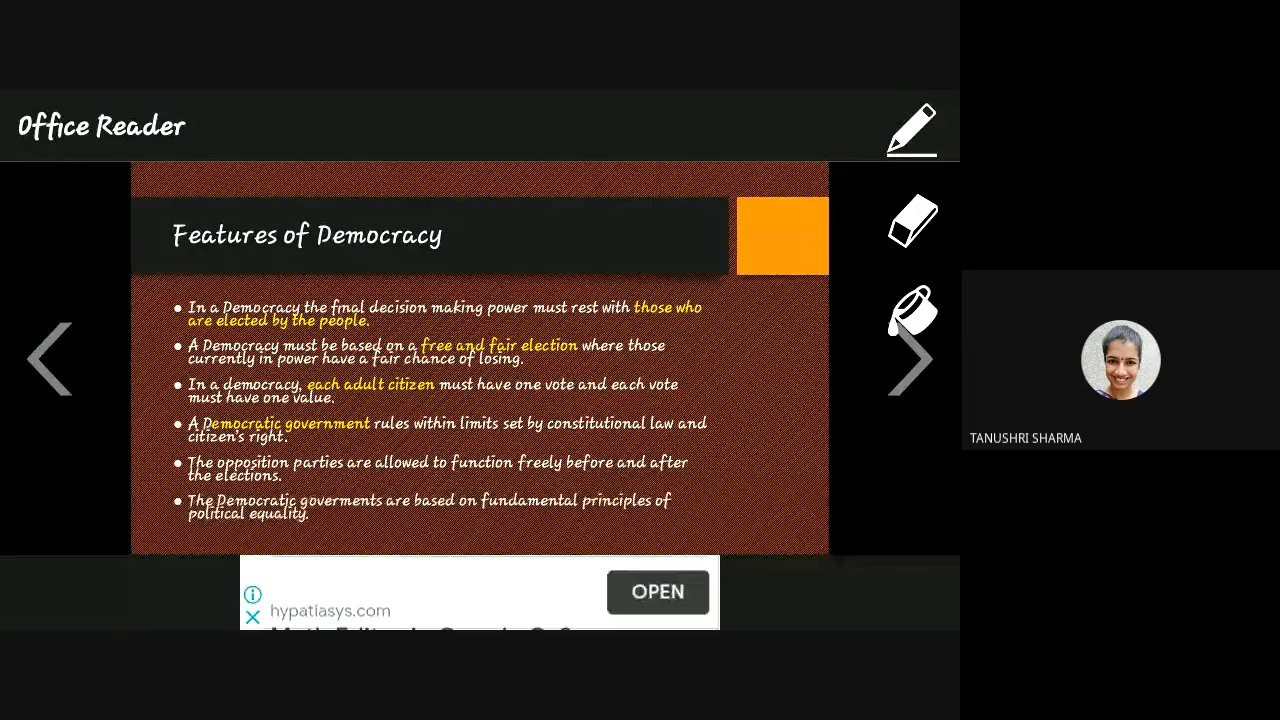 Office Reader
Features of Democracy
• In a Democracy the final decision making power must rest with those who
are elected by the people.
• A Democracy must be based on a free and fair election where those
currently in power have a fair chance of losing.
• In a democracy, each adult citizen must have one vote and each vote
must have one value.
• A Democratic government rules within limits set by constitutional law and
citizen's right.
• The opposition parties are allowed to function freely before and after
the elections.
• The Democratic goverments are based on fundamental principles of
political equality.
TANUSHRI SHARMA
OPEN
hypatiasys.com